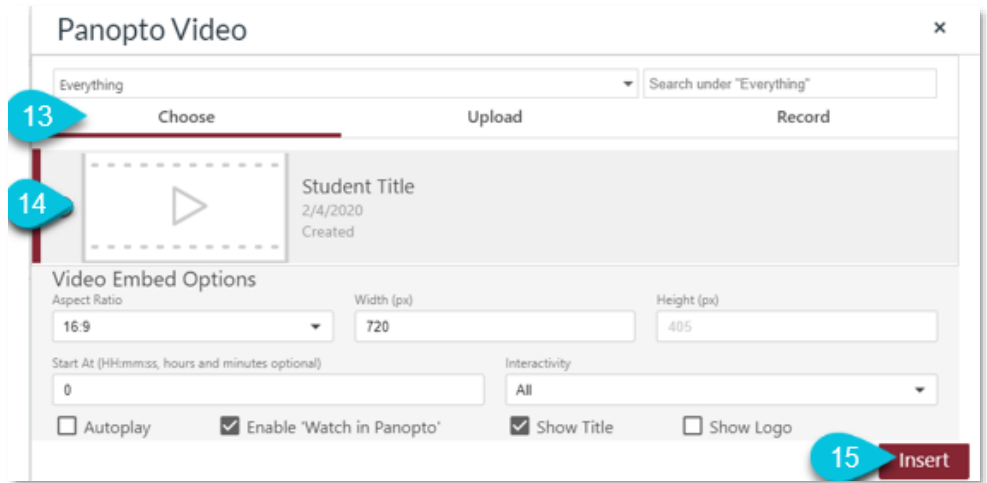 Panopto Video ×
Everything Search under "Everything"
13 Choose Upload Record
14
Student Title
2/4/2020
Created
Video Embed Options
Aspect Ratio Width (px) Height (px)
16:9 720 405
Start At (HH:mm:ss, hours and minutes optional) Interactivity
0 All
Autoplay Enable 'Watch in Panopto' Show Title Show Logo
15 Insert